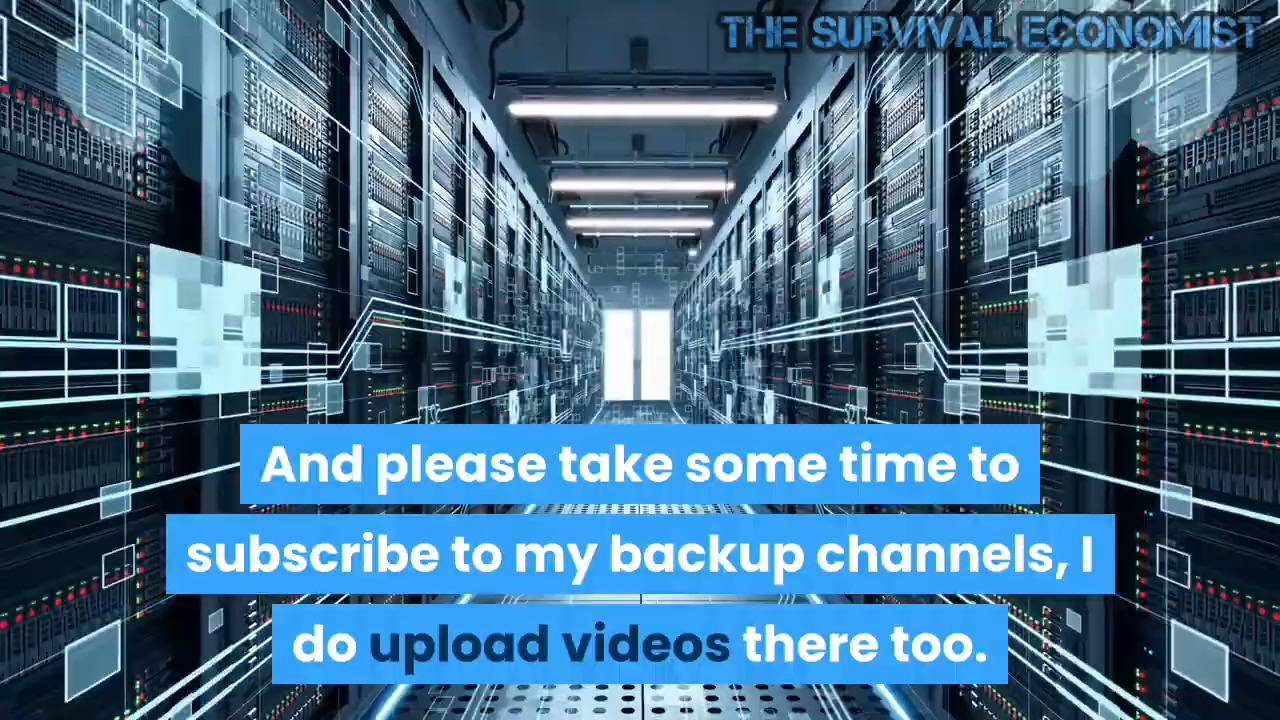 THE SURVIVAL ECONOMIST
And please take some time to
subscribe to my backup channels, I
do upload videos there too.